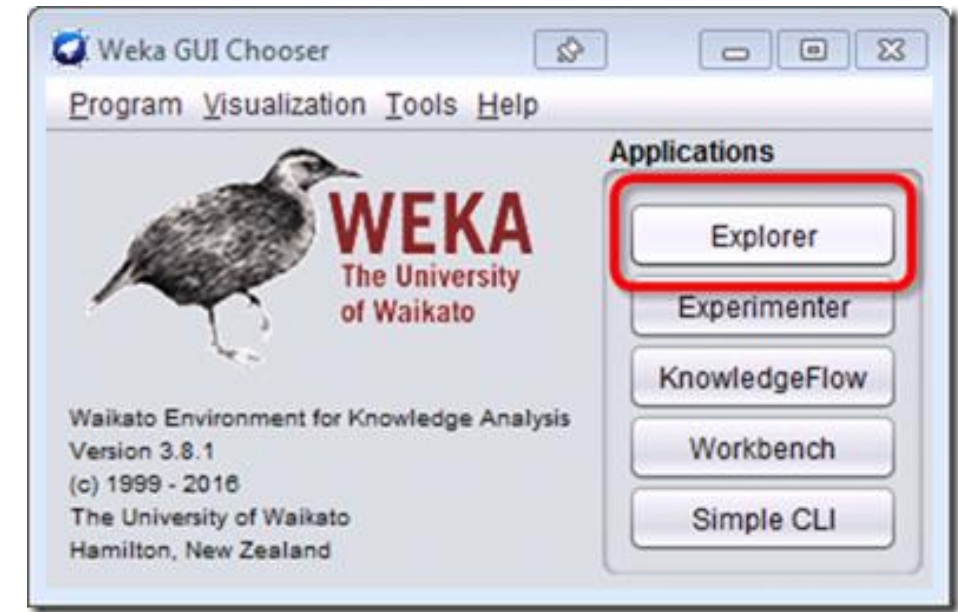 Weka GUI Chooser
Program Visualization Tools Help
WEKA
The University
of Waikato
Waikato Environment for Knowledge Analysis
Version 3.8.1
(c) 1999 - 2016
The University of Waikato
Hamilton, New Zealand
Applications
Explorer
Experimenter
KnowledgeFlow
Workbench
Simple CLI